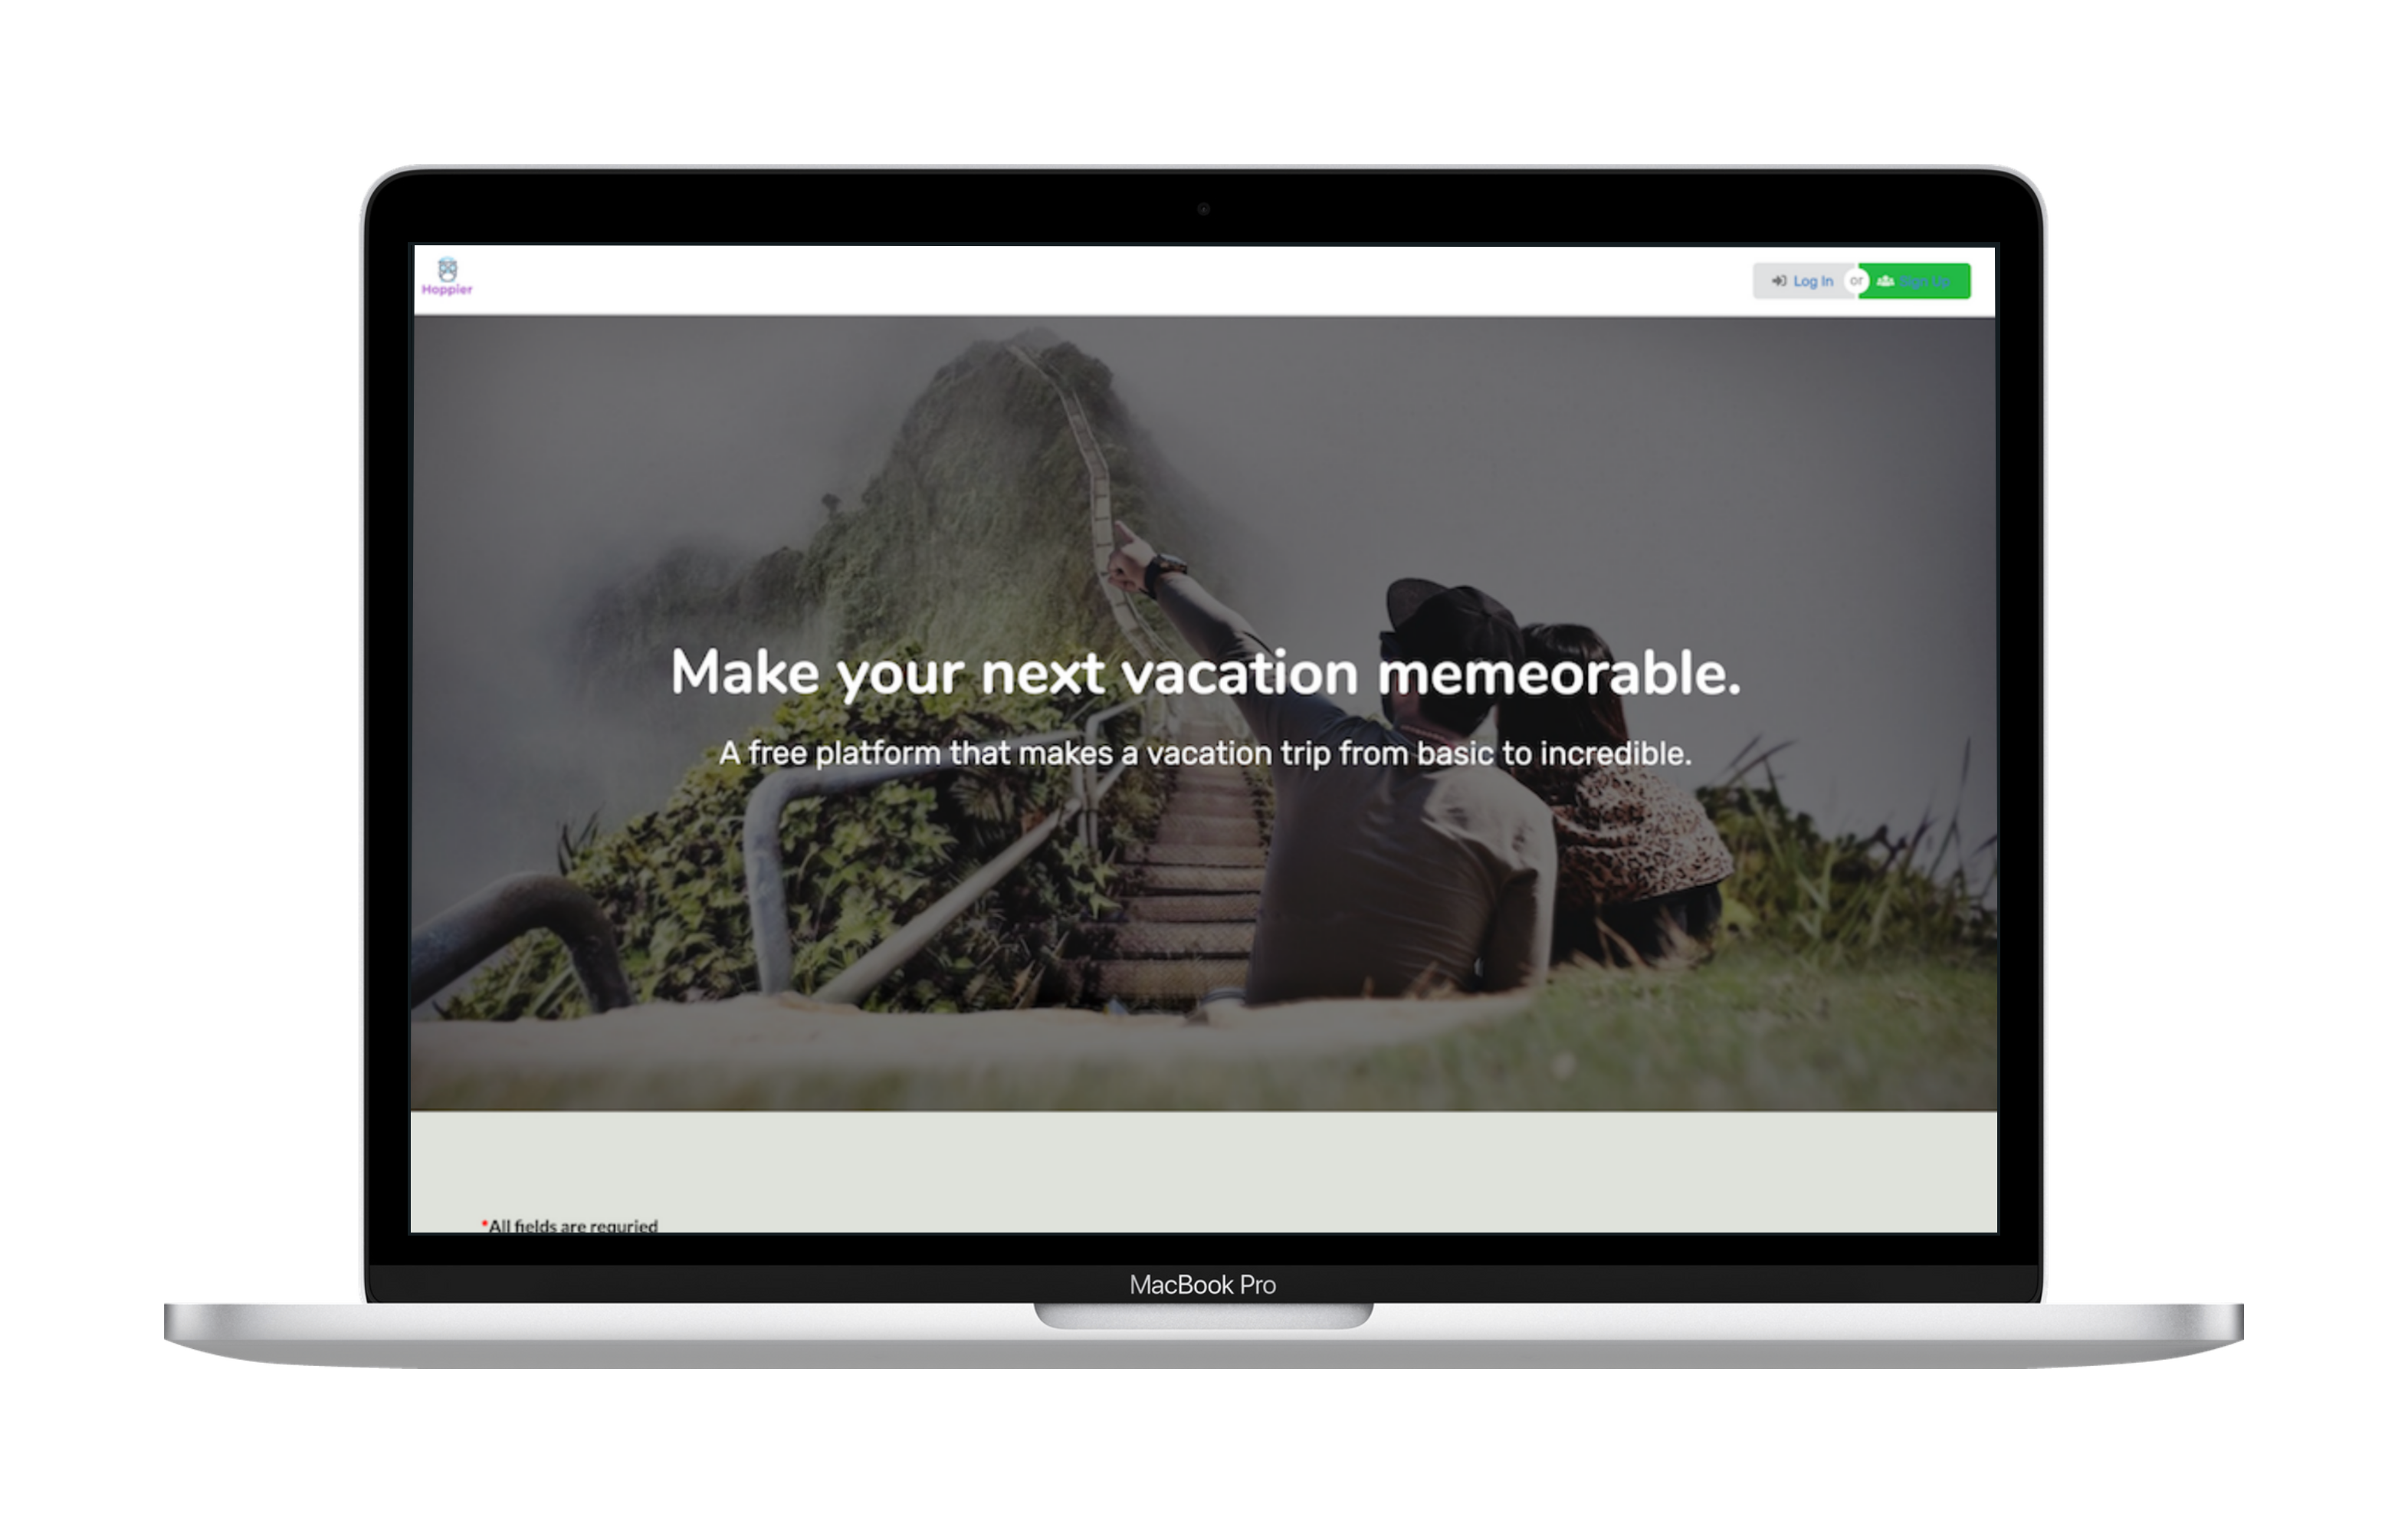 Hoppier
Log In or Sign Up
Make your next vacation memeorable.
A free platform that makes a vacation trip from basic to incredible.
*All fields are requried
MacBook Pro